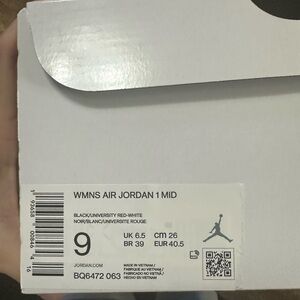 WMNS AIR JORDAN 1 MID
BLACK/UNIVERSITY RED-WHITE
NOIR/BLANC/UNIVERSITE ROUGE
9
UK 6.5
cm 26
BR 39
EUR 40.5
JORDAN.COM
BQ6472 063
MADE IN VIETNAM /
FABRIQUÉ AU VIETNAM /
FABRICADO NO VIETNÃ /
HECHO EN VIETNAM